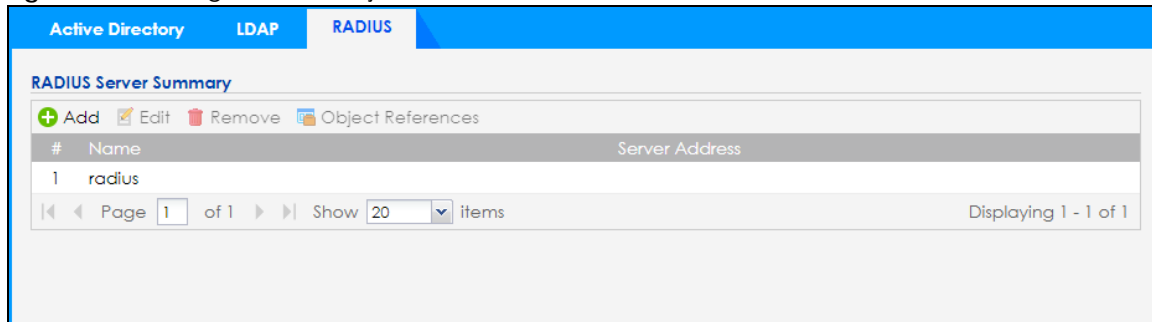 Active Directory LDAP RADIUS
RADIUS Server Summary
Add Edit Remove Object References
# Name Server Address
1 radius
Page 1 of 1 Show 20 items Displaying 1 - 1 of 1